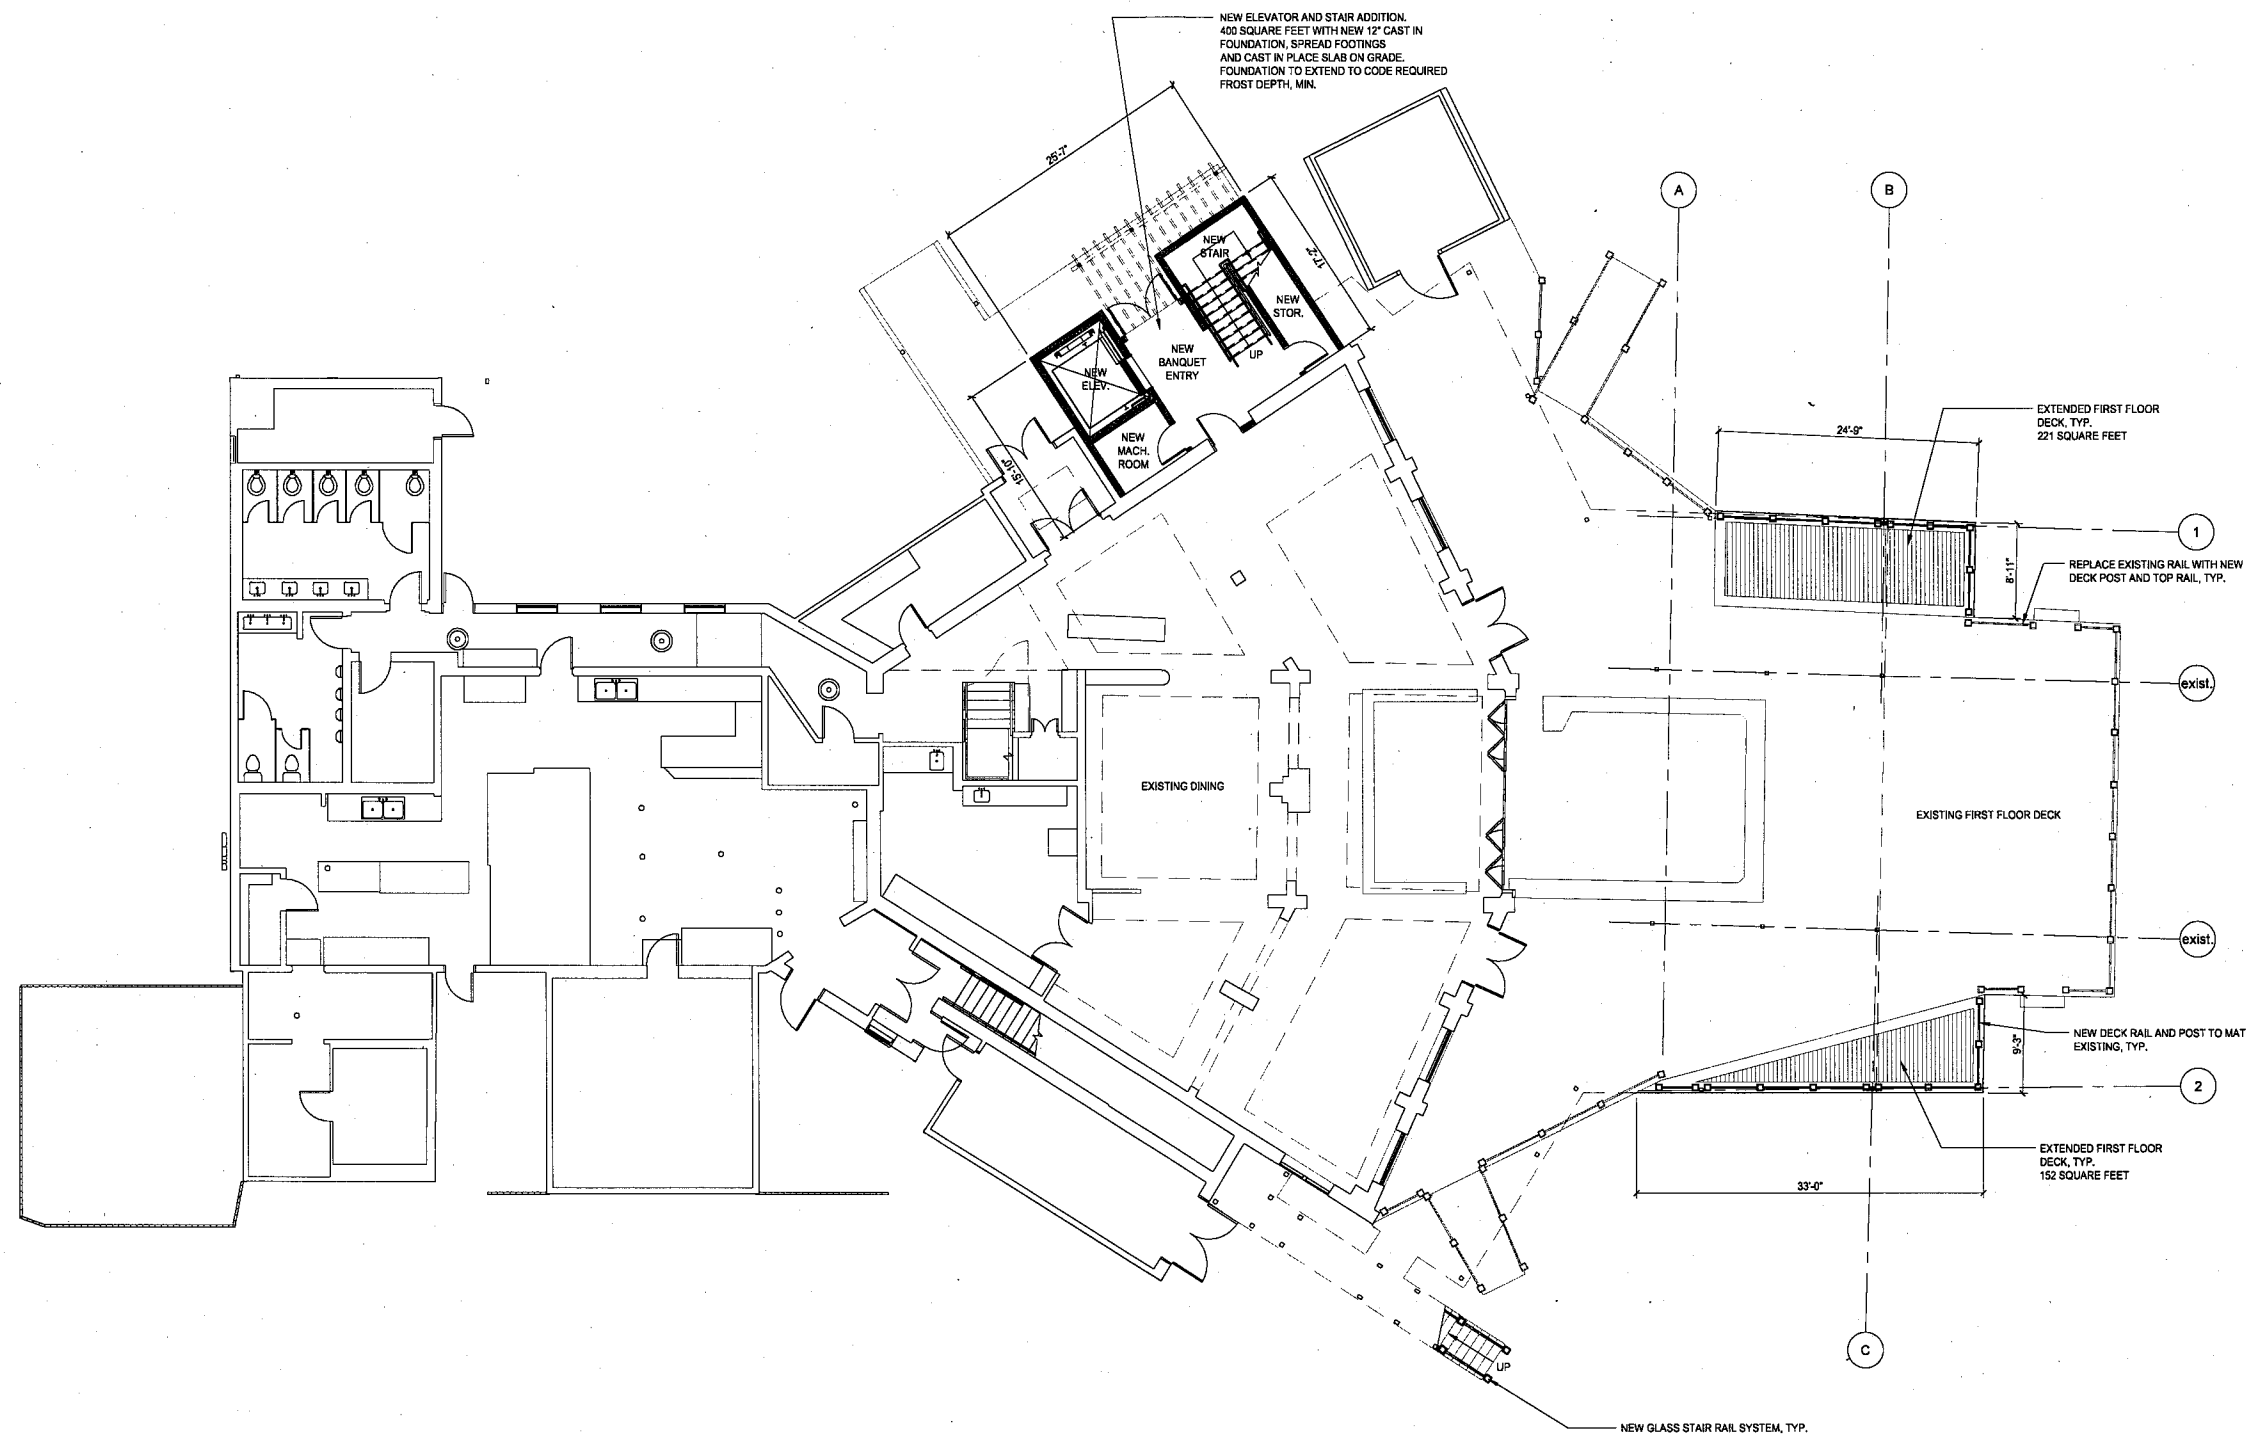 NEW ELEVATOR AND STAIR ADDITION.
400 SQUARE FEET WITH NEW 12" CAST IN
FOUNDATION, SPREAD FOOTINGS
AND CAST IN PLACE SLAB ON GRADE.
FOUNDATION TO EXTEND TO CODE REQUIRED
FROST DEPTH, MIN.
25'-7"
17'-2"
15'-10"
NEW
STAIR
NEW
STOR.
NEW
BANQUET
ENTRY
UP
NEW
ELEV.
NEW
MACH.
ROOM
A
B
EXTENDED FIRST FLOOR
DECK, TYP.
221 SQUARE FEET
24'-9"
1
8'-11"
REPLACE EXISTING RAIL WITH NEW
DECK POST AND TOP RAIL, TYP.
exist.
EXISTING DINING
EXISTING FIRST FLOOR DECK
exist.
NEW DECK RAIL AND POST TO MAT
EXISTING, TYP.
9'-3"
2
EXTENDED FIRST FLOOR
DECK, TYP.
152 SQUARE FEET
33'-0"
C
UP
NEW GLASS STAIR RAIL SYSTEM, TYP.